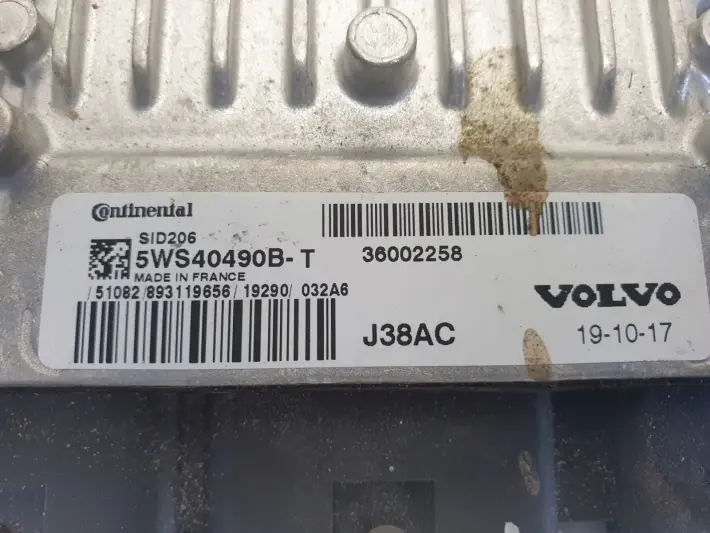 Continental
SID206
5WS40490B-T
MADE IN FRANCE
/51082/893119656/19290/ 032A6
36002258
J38AC
VOLVO
19-10-17